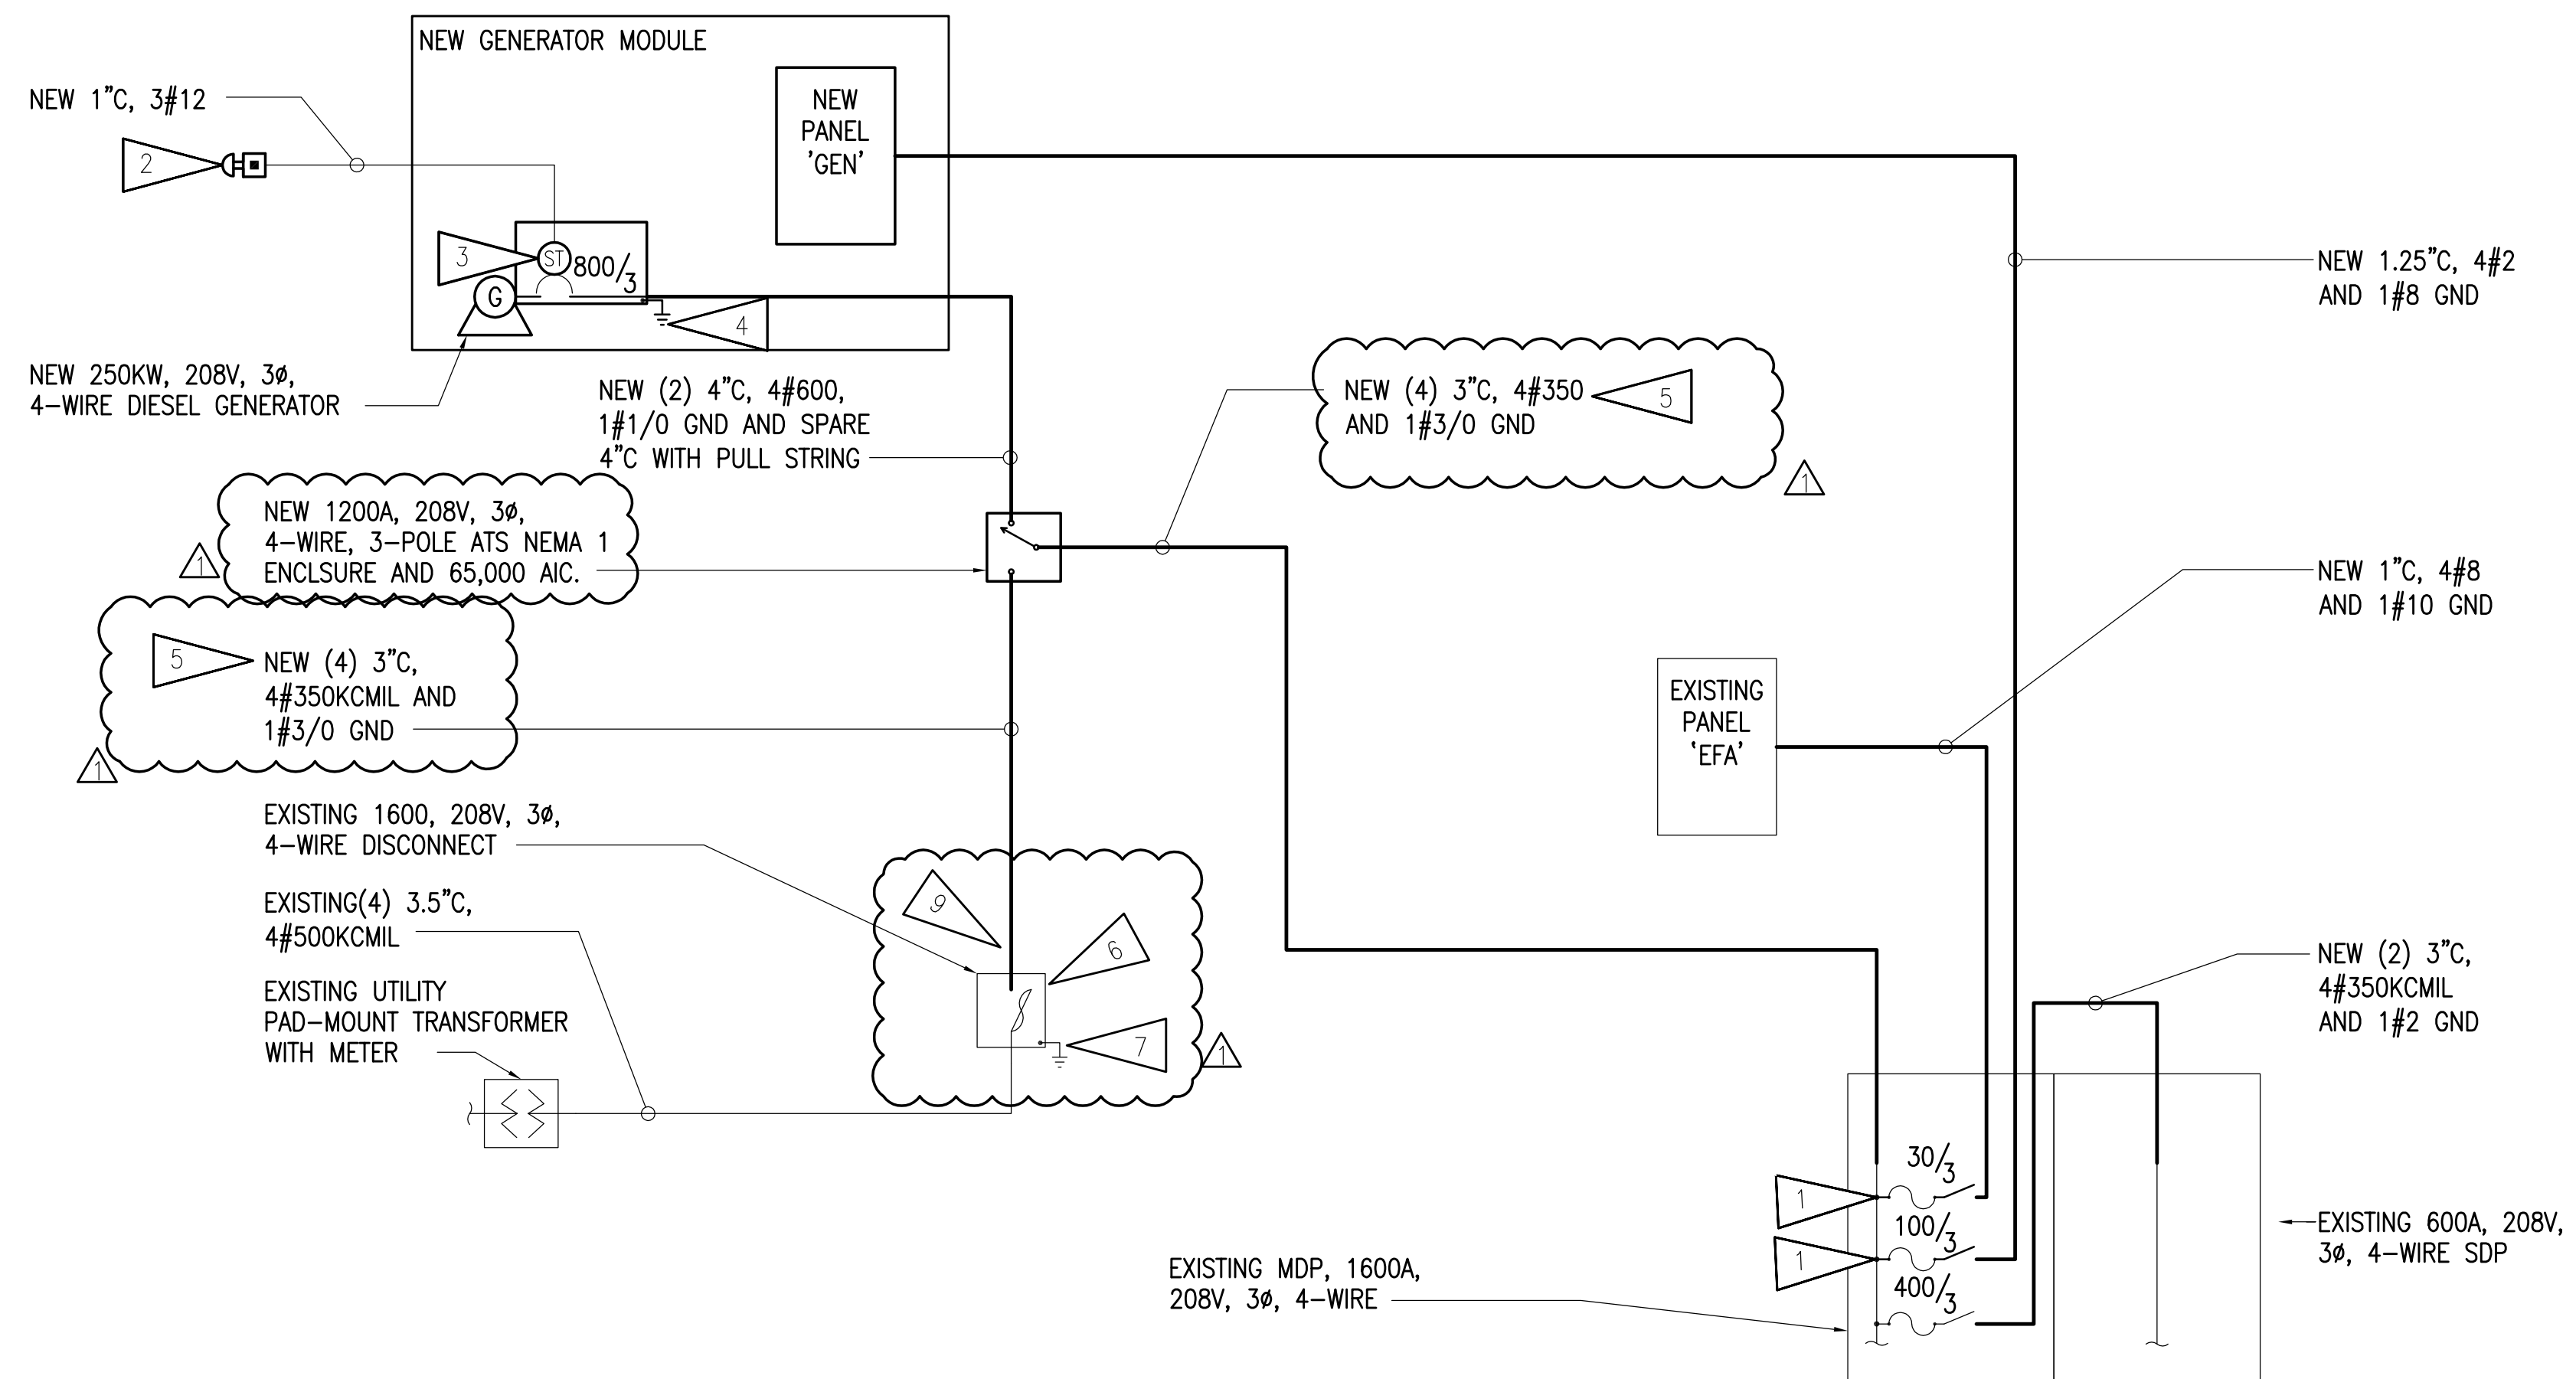 NEW GENERATOR MODULE
NEW 1"C, 3#12
2
NEW
PANEL
'GEN'
3
ST
800/3
G
4
NEW 250KW, 208V, 3ø,
4-WIRE DIESEL GENERATOR
NEW (2) 4"C, 4#600,
1#1/0 GND AND SPARE
4"C WITH PULL STRING
NEW (4) 3"C, 4#350
AND 1#3/0 GND
5
1
NEW 1.25"C, 4#2
AND 1#8 GND
NEW 1200A, 208V, 3ø,
4-WIRE, 3-POLE ATS NEMA 1
ENCLSURE AND 65,000 AIC.
1
5
NEW (4) 3"C,
4#350KCMIL AND
1#3/0 GND
1
NEW 1"C, 4#8
AND 1#10 GND
EXISTING
PANEL
'EFA'
EXISTING 1600, 208V, 3ø,
4-WIRE DISCONNECT
EXISTING(4) 3.5"C,
4#500KCMIL
EXISTING UTILITY
PAD-MOUNT TRANSFORMER
WITH METER
9
6
7
1
NEW (2) 3"C,
4#350KCMIL
AND 1#2 GND
30/3
1
100/3
1
400/3
EXISTING MDP, 1600A,
208V, 3ø, 4-WIRE
EXISTING 600A, 208V,
3ø, 4-WIRE SDP